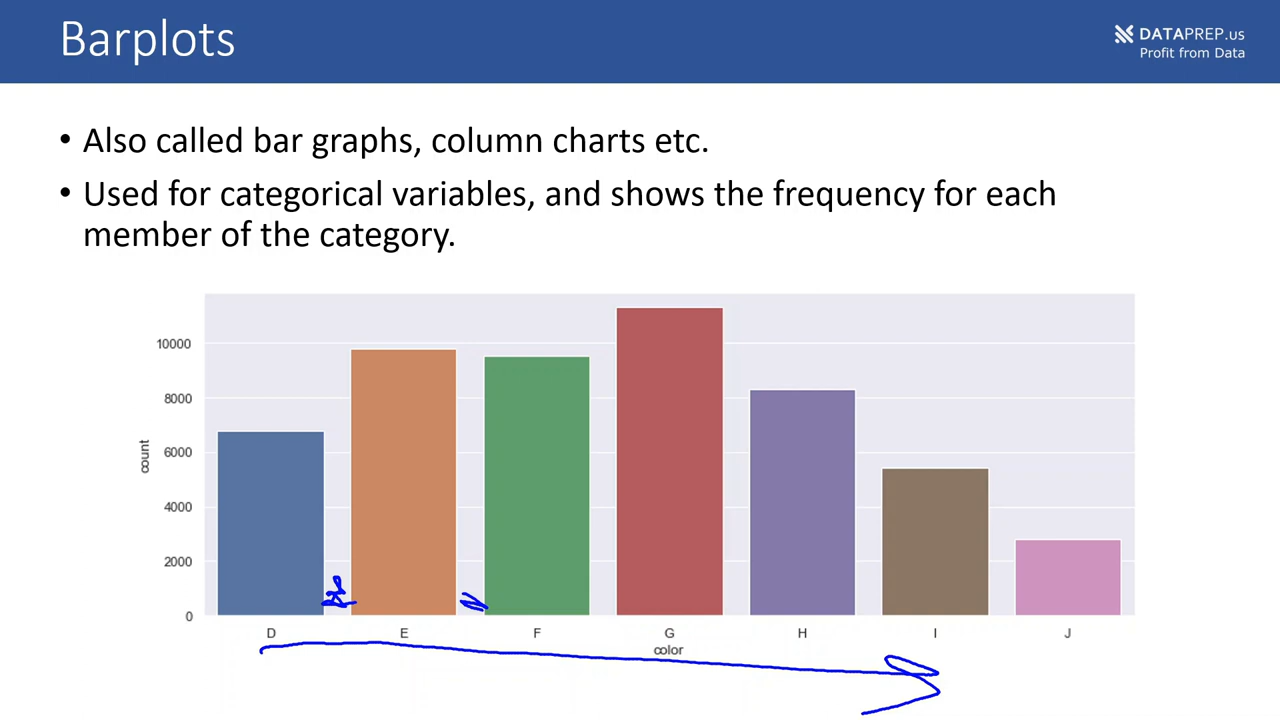 Barplots
DATAPREP.us
Profit from Data
• Also called bar graphs, column charts etc.
• Used for categorical variables, and shows the frequency for each
member of the category.
10000
8000
6000
4000
2000
0
count
D E F G H I J
color